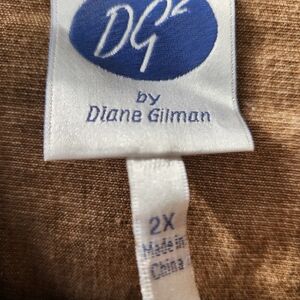 DG²
by
Diane Gilman
2X
Made in
China